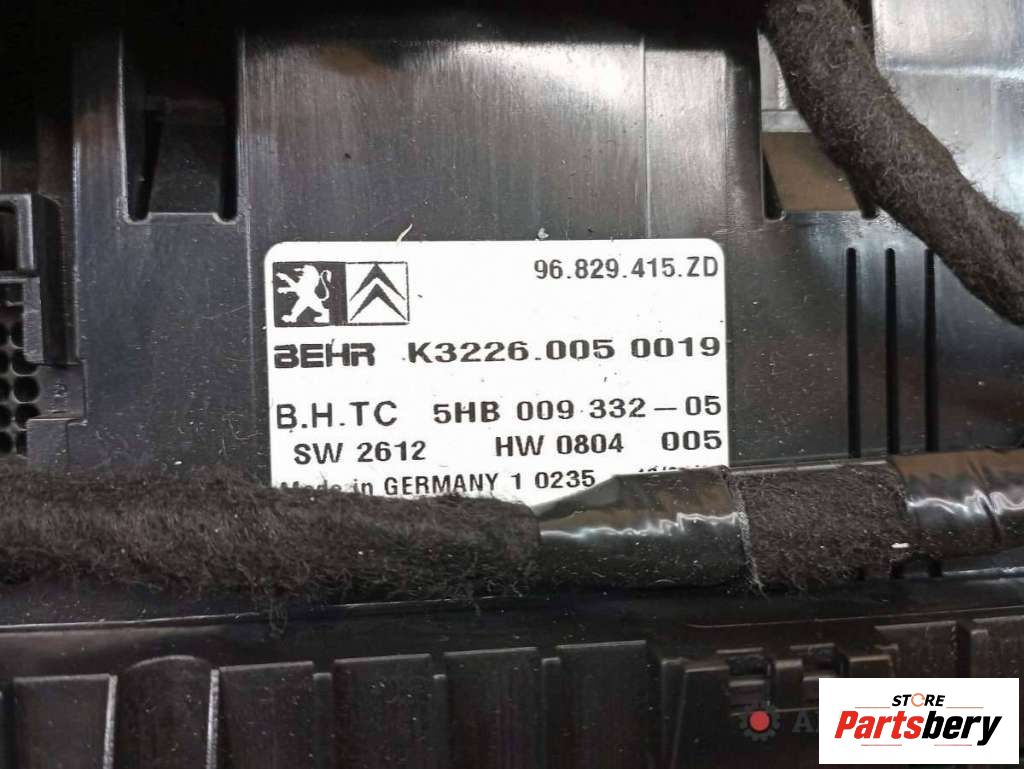 96.829.415.ZD
BEHR K3226.005 0019
B.H.TC 5HB 009 332-05
SW 2612 HW 0804 005
Made in GERMANY 1 0235
STORE
Partsbery